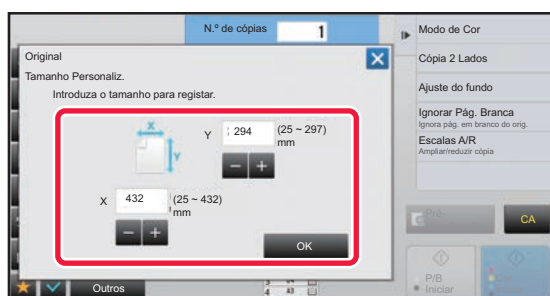 N.º de cópias 1
Modo de Cor
Original
Cópia 2 Lados
Tamanho Personaliz.
Ajuste do fundo
Introduza o tamanho para registar.
Ignorar Pág. Branca
Ignora pág. em branco do orig.
X
Y
Y 294 (25 ~ 297)
mm
Escalas A/R
Ampliar/reduzir cópia
X 432 (25 ~ 432)
mm
OK
CA
P/B
Iniciar
Outros